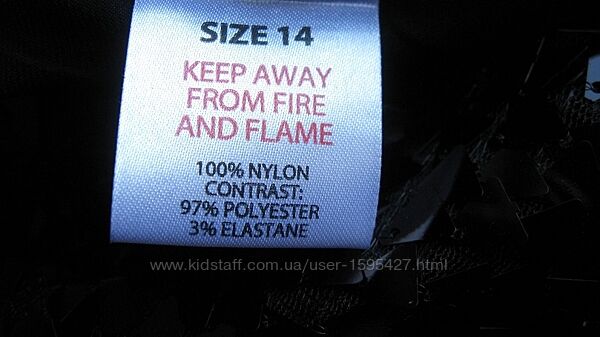 SIZE 14
KEEP AWAY
FROM FIRE
AND FLAME
100% NYLON
CONTRAST:
97% POLYESTER
3% ELASTANE
www.kidstaff.com.ua/user-1595427.html